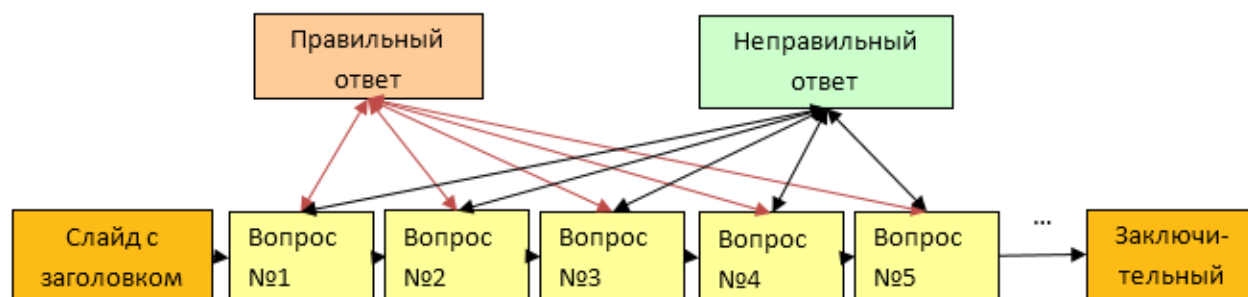 Правильный
ответ
Неправильный
ответ
Слайд с
заголовком
Вопрос
№1
Вопрос
№2
Вопрос
№3
Вопрос
№4
Вопрос
№5
...
Заключи-
тельный